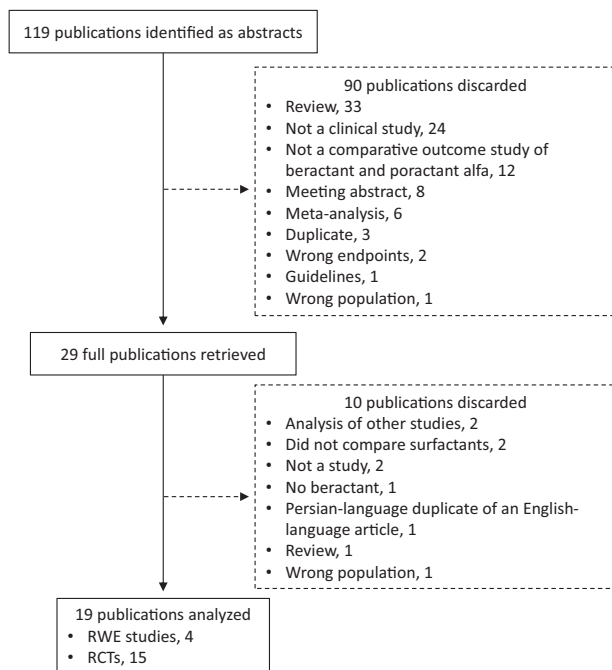 119 publications identified as abstracts
90 publications discarded
• Review, 33
• Not a clinical study, 24
• Not a comparative outcome study of
beractant and poractant alfa, 12
• Meeting abstract, 8
• Meta-analysis, 6
• Duplicate, 3
• Wrong endpoints, 2
• Guidelines, 1
• Wrong population, 1
29 full publications retrieved
10 publications discarded
• Analysis of other studies, 2
• Did not compare surfactants, 2
• Not a study, 2
• No beractant, 1
• Persian-language duplicate of an English-
language article, 1
• Review, 1
• Wrong population, 1
19 publications analyzed
• RWE studies, 4
• RCTs, 15